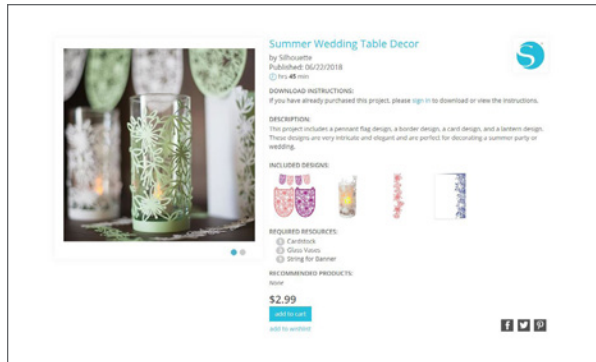 Summer Wedding Table Decor
by Silhouette
Published: 06/22/2018
hrs 45 min
DOWNLOAD INSTRUCTIONS:
If you have already purchased this project, please sign in to download or view the instructions.
DESCRIPTION:
This project includes a pennant flag design, a border design, a card design, and a lantern design.
These designs are very intricate and elegant and are perfect for decorating a summer party or
wedding.
INCLUDED DESIGNS:
REQUIRED RESOURCES:
Cardstock
Glass Vases
String for Banner
RECOMMENDED PRODUCTS:
None
$2.99
add to cart
add to wishlist